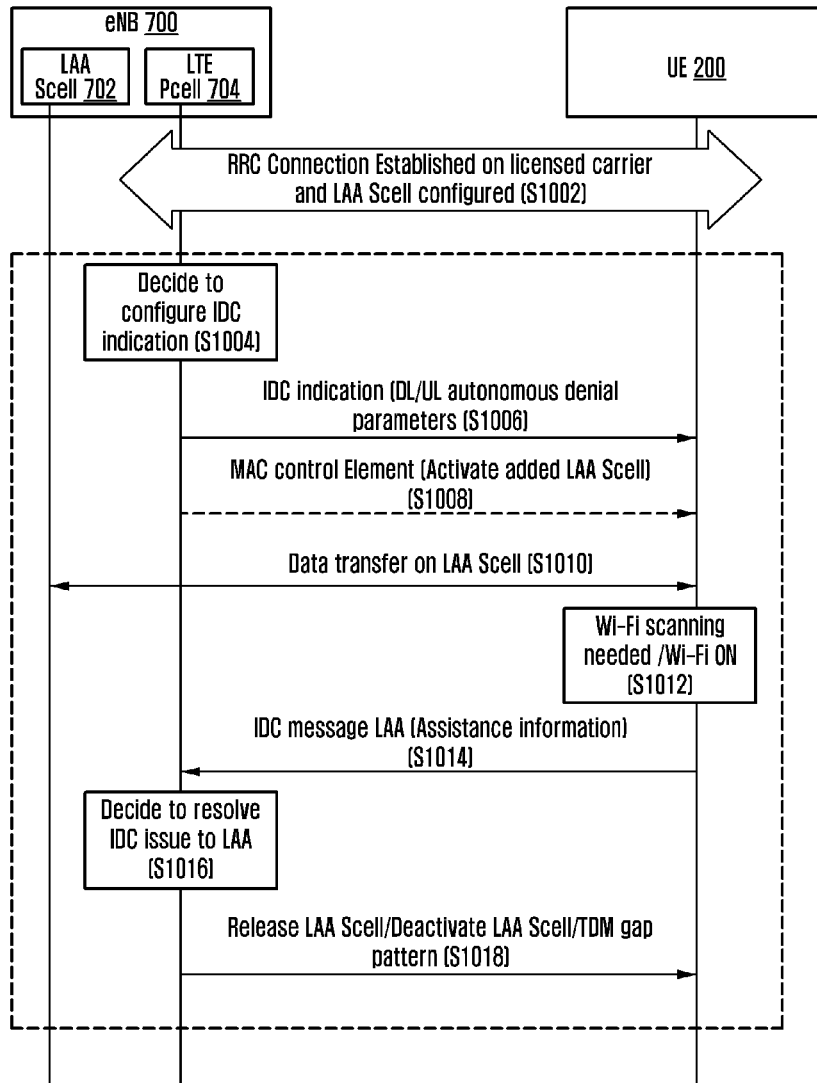 eNB 700
LAA
Scell 702
LTE
Pcell 704
UE 200
RRC Connection Established on licensed carrier
and LAA Scell configured (S1002)
Decide to
configure IDC
indication (S1004)
IDC indication (DL/UL autonomous denial
parameters (S1006)
MAC control Element (Activate added LAA Scell)
(S1008)
Data transfer on LAA Scell (S1010)
Wi-Fi scanning
needed /Wi-Fi ON
(S1012)
IDC message LAA (Assistance information)
(S1014)
Decide to resolve
IDC issue to LAA
(S1016)
Release LAA Scell/Deactivate LAA Scell/TDM gap
pattern (S1018)